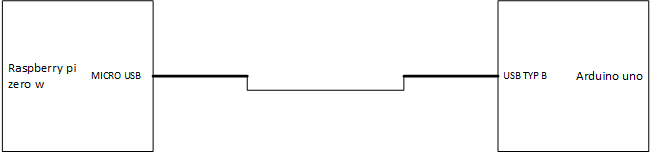 Raspberry pi
zero w
MICRO USB
USB TYP B
Arduino uno